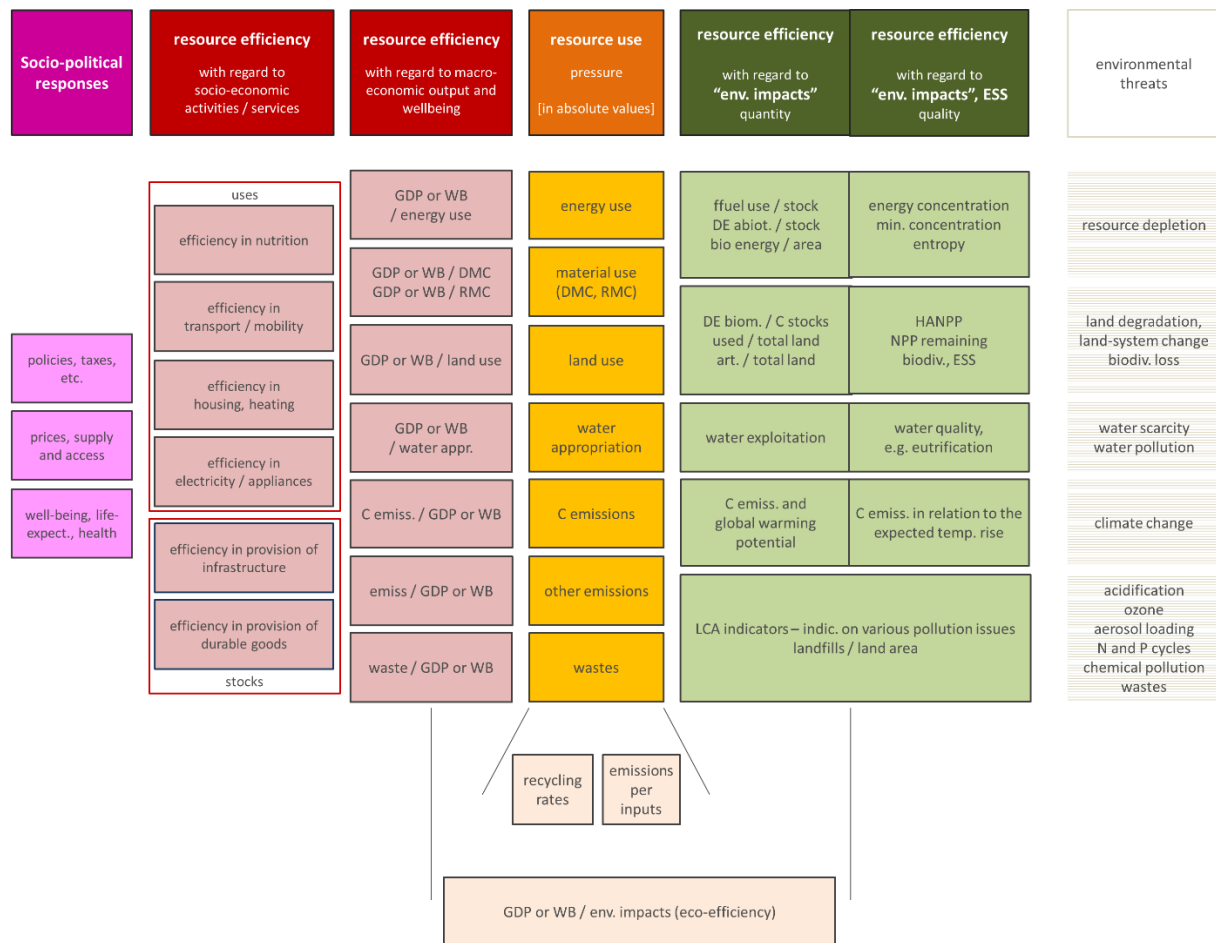 Socio-political
responses
resource efficiency
with regard to
socio-economic
activities / services
resource efficiency
with regard to macro-
economic output and
wellbeing
resource use
pressure
[in absolute values]
resource efficiency
with regard to
“env. impacts”
quantity
resource efficiency
with regard to
“env. impacts”, ESS
quality
environmental
threats
policies, taxes,
etc.
prices, supply
and access
well-being, life-
expect., health
uses
efficiency in nutrition
efficiency in
transport / mobility
efficiency in
housing, heating
efficiency in
electricity / appliances
efficiency in provision of
infrastructure
efficiency in provision of
durable goods
stocks
GDP or WB
/ energy use
GDP or WB / DMC
GDP or WB / RMC
GDP or WB / land use
GDP or WB
/ water appr.
C emiss. / GDP or WB
emiss / GDP or WB
waste / GDP or WB
energy use
material use
(DMC, RMC)
land use
water
appropriation
C emissions
other emissions
wastes
ffuel use / stock
DE abiot. / stock
bio energy / area
DE biom. / C stocks
used / total land
art. / total land
water exploitation
C emiss. and
global warming
potential
energy concentration
min. concentration
entropy
HANPP
NPP remaining
biodiv., ESS
water quality,
e.g. eutrification
C emiss. in relation to the
expected temp. rise
LCA indicators – indic. on various pollution issues
landfills / land area
resource depletion
land degradation,
land-system change
biodiv. loss
water scarcity
water pollution
climate change
acidification
ozone
aerosol loading
N and P cycles
chemical pollution
wastes
recycling
rates
emissions
per
inputs
GDP or WB / env. impacts (eco-efficiency)